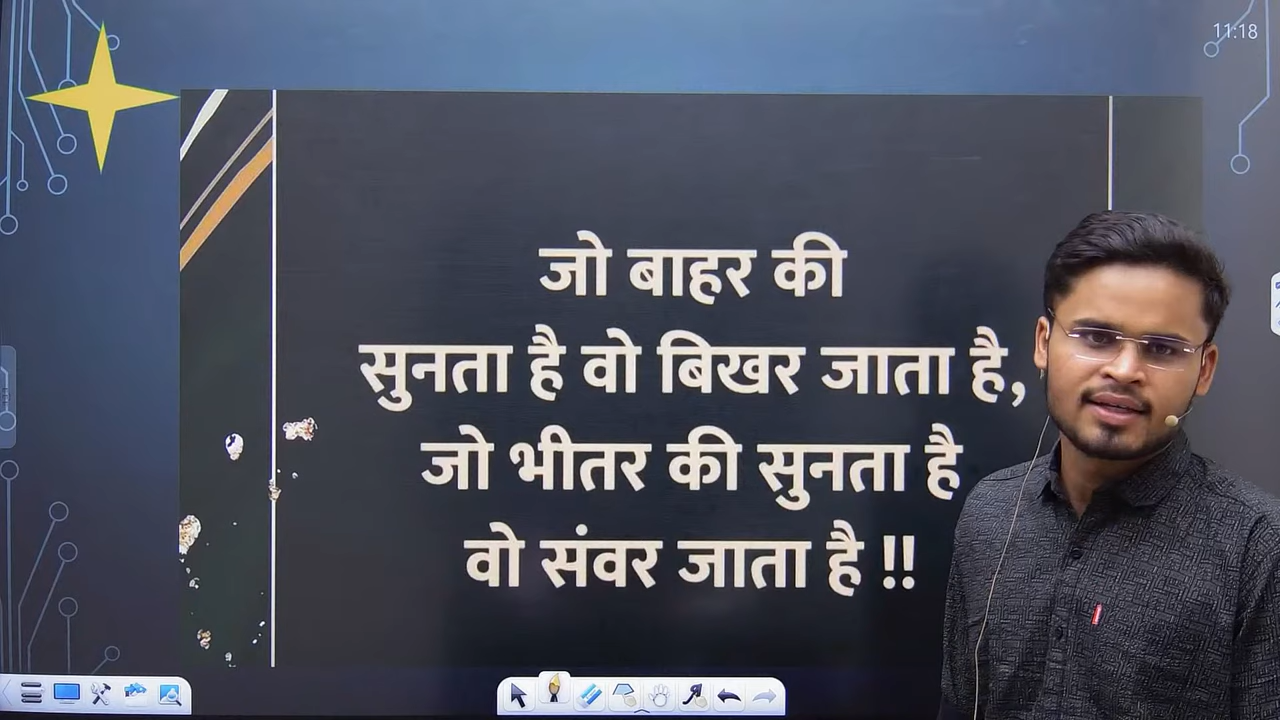 11:18
जो बाहर की
सुनता है वो बिखर जाता है,
जो भीतर की सुनता है
वो संवर जाता है !!